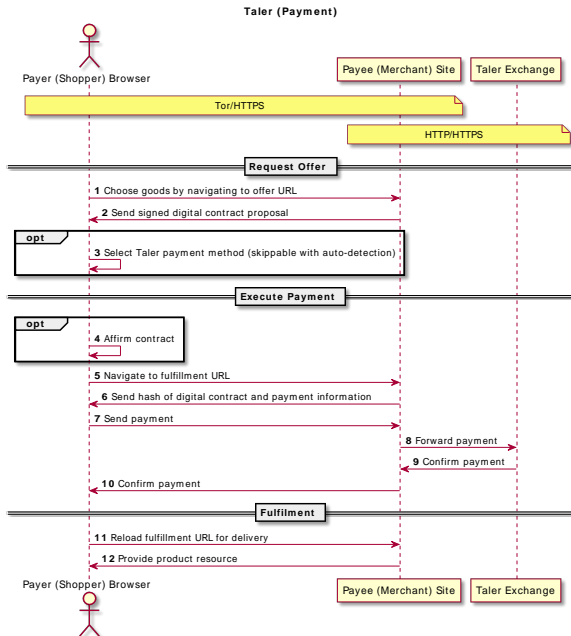 Taler (Payment)
Payer (Shopper) Browser
Payee (Merchant) Site
Taler Exchange
Tor/HTTPS
HTTP/HTTPS
Request Offer
1 Choose goods by navigating to offer URL
2 Send signed digital contract proposal
opt
3 Select Taler payment method (skippable with auto-detection)
Execute Payment
opt
4 Affirm contract
5 Navigate to fulfillment URL
6 Send hash of digital contract and payment information
7 Send payment
8 Forward payment
9 Confirm payment
10 Confirm payment
Fulfilment
11 Reload fulfillment URL for delivery
12 Provide product resource
Payer (Shopper) Browser
Payee (Merchant) Site
Taler Exchange